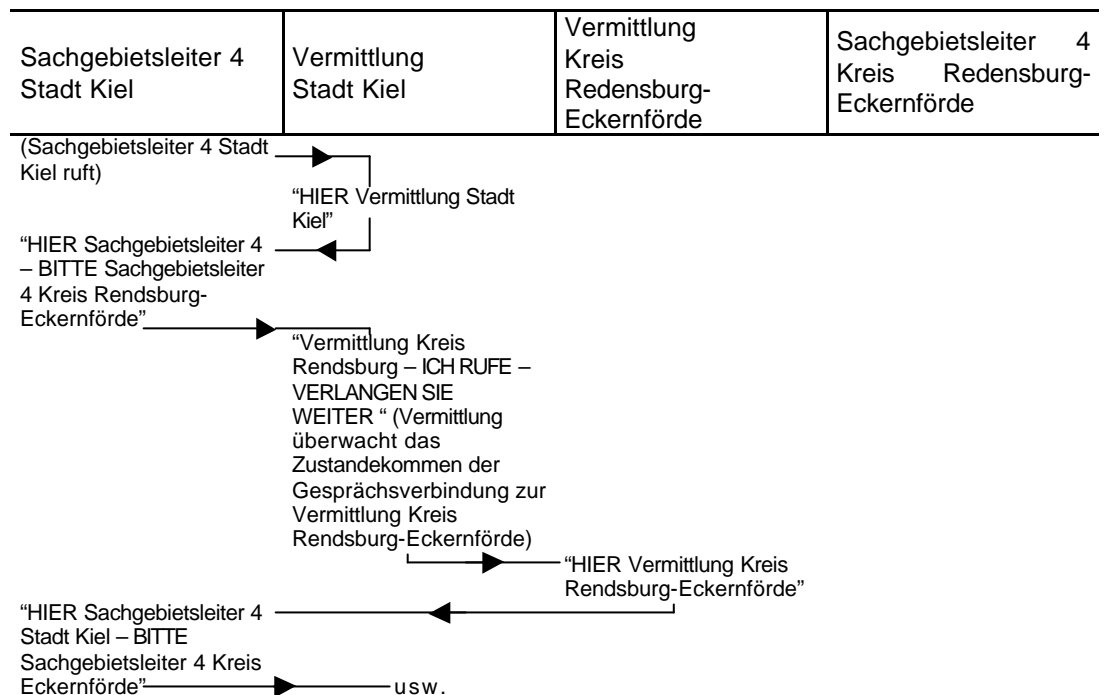 Sachgebietsleiter 4
Stadt Kiel
Vermittlung
Stadt Kiel
Vermittlung
Kreis
Redensburg-
Eckernförde
Sachgebietsleiter 4
Kreis Redensburg-
Eckernförde
(Sachgebietsleiter 4 Stadt
Kiel ruft)
“HIER Vermittlung Stadt
Kiel”
“HIER Sachgebietsleiter 4
– BITTE Sachgebietsleiter
4 Kreis Rendsburg-
Eckernförde”
“Vermittlung Kreis
Rendsburg – ICH RUFE –
VERLANGEN SIE
WEITER “ (Vermittlung
überwacht das
Zustandekommen der
Gesprächsverbindung zur
Vermittlung Kreis
Rendsburg-Eckernförde)
“HIER Vermittlung Kreis
Rendsburg-Eckernförde”
“HIER Sachgebietsleiter 4
Stadt Kiel – BITTE
Sachgebietsleiter 4 Kreis
Eckernförde”
usw.